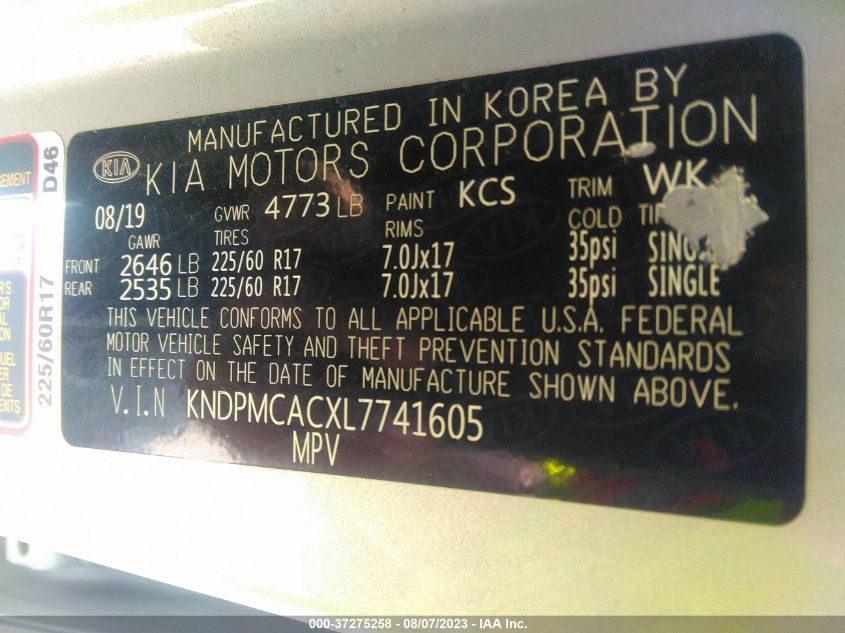 MANUFACTURED IN KOREA BY
KIA KIA MOTORS CORPORATION
08/19 GVWR 4773 LB PAINT KCS TRIM WK
GAWR TIRES RIMS COLD
FRONT 2646 LB 225/60 R17 7.0Jx17 35psi
REAR 2535 LB 225/60 R17 7.0Jx17 35psi SINGLE
THIS VEHICLE CONFORMS TO ALL APPLICABLE U.S.A. FEDERAL
MOTOR VEHICLE SAFETY AND THEFT PREVENTION STANDARDS
IN EFFECT ON THE DATE OF MANUFACTURE SHOWN ABOVE.
V.I.N KNDPMCACXL7741605
MPV
D46
225/60R17
000-37275258 - 08/07/2023 - IAA Inc.